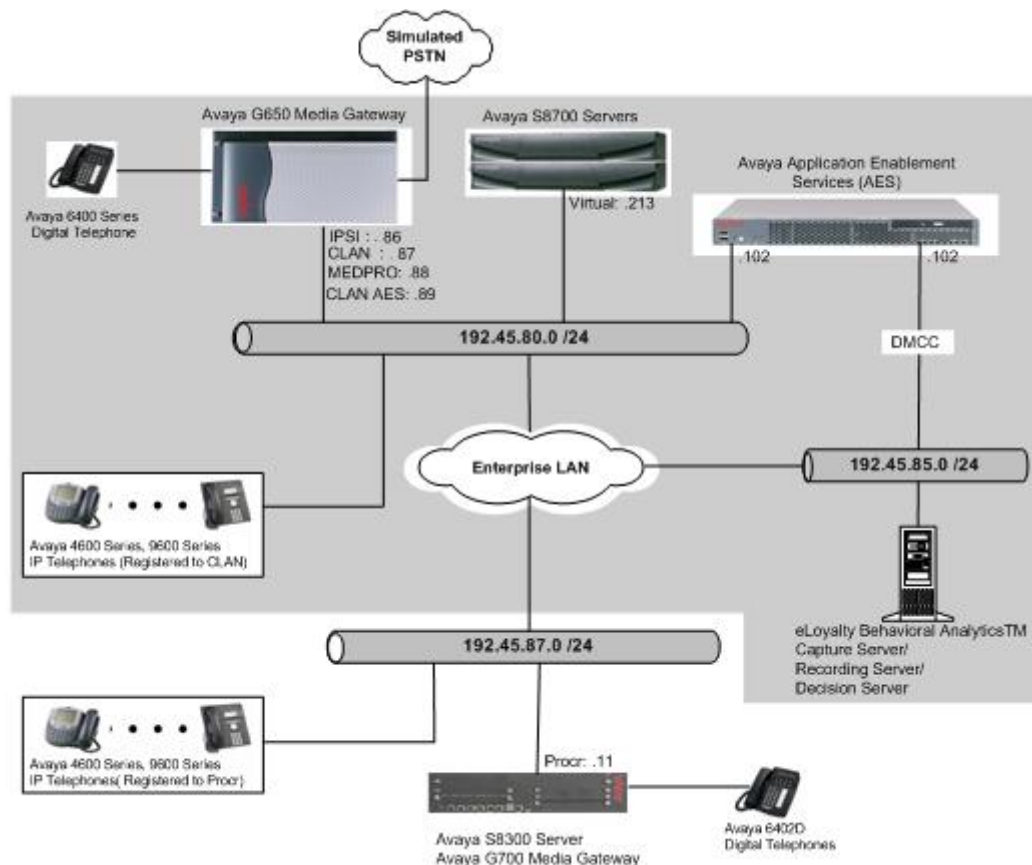 Simulated
PSTN
Avaya G650 Media Gateway
Avaya S8700 Servers
Avaya Application Enablement
Services (AES)
Avaya 6400 Series
Digital Telephone
Virtual: .213
IPSI : . 86
CLAN : . 87
MEDPRO: .88
CLAN AES: .89
.102
.102
192.45.80.0 /24
DMCC
Enterprise LAN
192.45.85.0 /24
Avaya 4600 Series, 9600 Series
IP Telephones (Registered to CLAN)
eLoyalty Behavioral AnalyticsTM
Capture Server/
Recording Server/
Decision Server
192.45.87.0 /24
Avaya 4600 Series, 9600 Series
IP Telephones( Registered to Procr)
Procr: .11
Avaya S8300 Server
Avaya G700 Media Gateway
Avaya 6402D
Digital Telephones